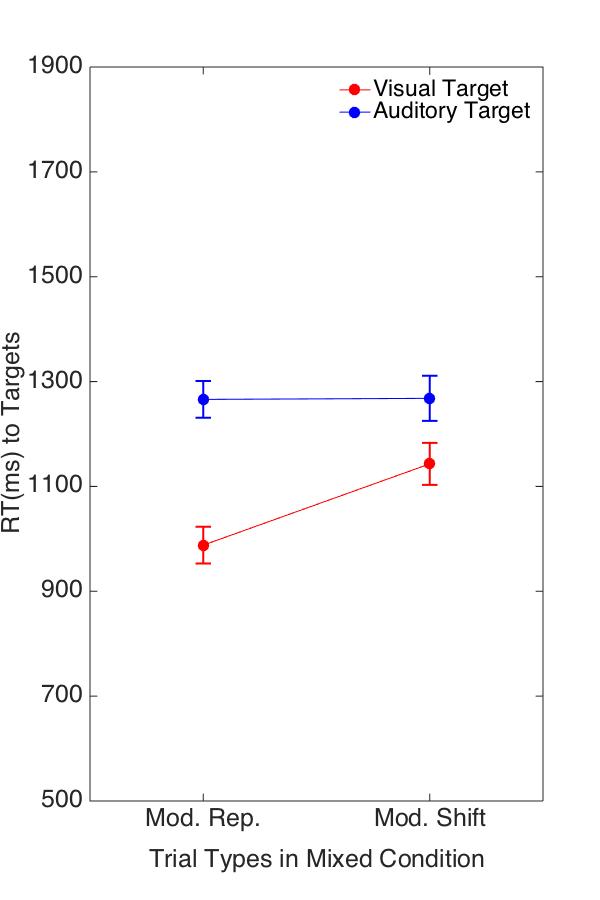 1900
Visual Target
Auditory Target
1700
1500
1300
1100
900
700
500
RT(ms) to Targets
Mod. Rep.
Mod. Shift
Trial Types in Mixed Condition